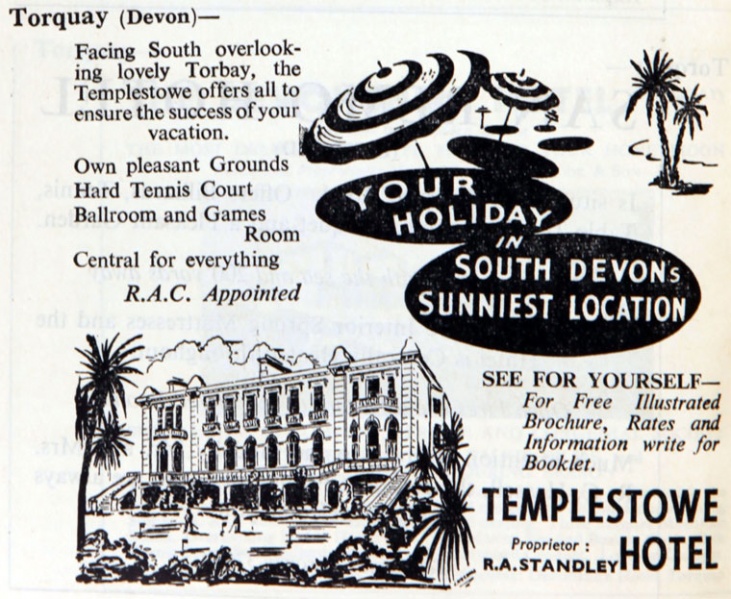 Torquay (Devon)—
Facing South overlook-
ing lovely Torbay, the
Templestowe offers all to
ensure the success of your
vacation.
Own pleasant Grounds
Hard Tennis Court
Ballroom and Games
Room
Central for everything
R.A.C. Appointed
YOUR
HOLIDAY
IN
SOUTH DEVON's
SUNNIEST LOCATION
SEE FOR YOURSELF—
For Free Illustrated
Brochure, Rates and
Information write for
Booklet.
TEMPLESTOWE
Proprietor :
R.A.STANDLEY
HOTEL